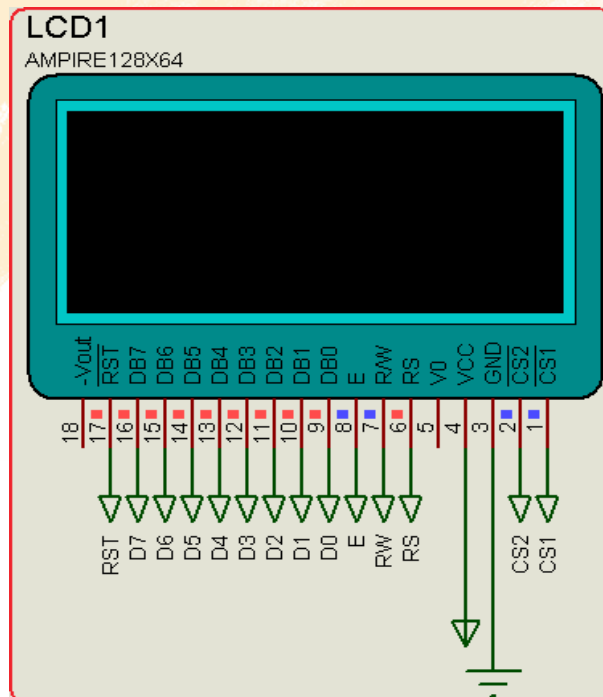 LCD1
AMPIRE128X64
-Vout RST DB7 DB6 DB5 DB4 DB3 DB2 DB1 DB0 E R/W RS V0 VCC GND CS2 CS1
18 17 16 15 14 13 12 11 10 9 8 7 6 5 4 3 2 1
RST D7 D6 D5 D4 D3 D2 D1 D0 E RW RS CS2 CS1